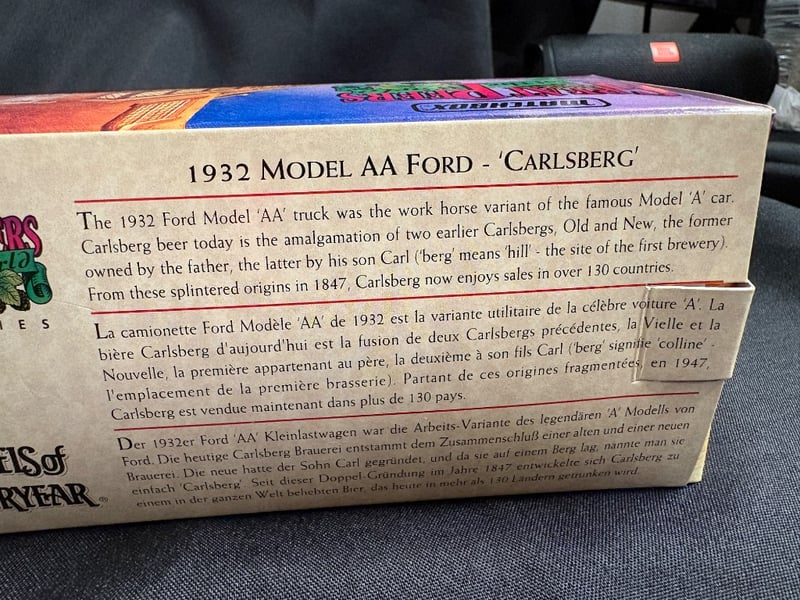 GREAT BEERS
MATCHBOX
1932 MODEL AA FORD - 'CARLSBERG'
The 1932 Ford Model 'AA' truck was the work horse variant of the famous Model 'A' car.
Carlsberg beer today is the amalgamation of two earlier Carlsbergs, Old and New, the former
owned by the father, the latter by his son Carl ('berg' means 'hill' - the site of the first brewery).
From these splintered origins in 1847, Carlsberg now enjoys sales in over 130 countries.
La camionette Ford Modèle 'AA' de 1932 est la variante utilitaire de la célèbre voiture 'A'. La
bière Carlsberg d'aujourd'hui est la fusion de deux Carlsbergs précédentes, la Vielle et la
Nouvelle, la première appartenant au père, la deuxième à son fils Carl ('berg' signifie 'colline' -
l'emplacement de la première brasserie). Partant de ces origines fragmentées, en 1947,
Carlsberg est vendue maintenant dans plus de 130 pays.
Der 1932er Ford 'AA' Kleinlastwagen war die Arbeits-Variante des legendären 'A' Modells von
Ford. Die heutige Carlsberg Brauerei entstammt dem Zusammenschluß einer alten und einer neuen
Brauerei. Die neue hatte der Sohn Carl gegründet, und da sie auf einem Berg lag, nannte man sie
einfach 'Carlsberg' Seit dieser Doppel-Gründung im Jahre 1847 entwickelte sich Carlsberg zu
einem in der ganzen Welt beliebten Bier, das heute in mehr als 130 Ländern getrunken wird.
ERS
rld
IES
ELS of
RYEAR®